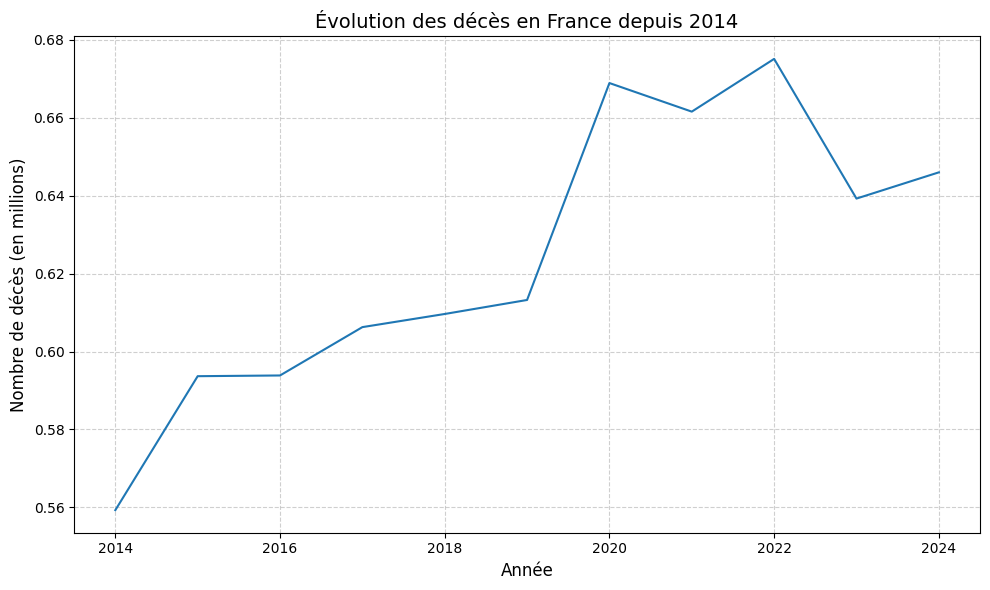 Évolution des décès en France depuis 2014
Nombre de décès (en millions)
0.68
0.66
0.64
0.62
0.60
0.58
0.56
2014 2016 2018 2020 2022 2024
Année